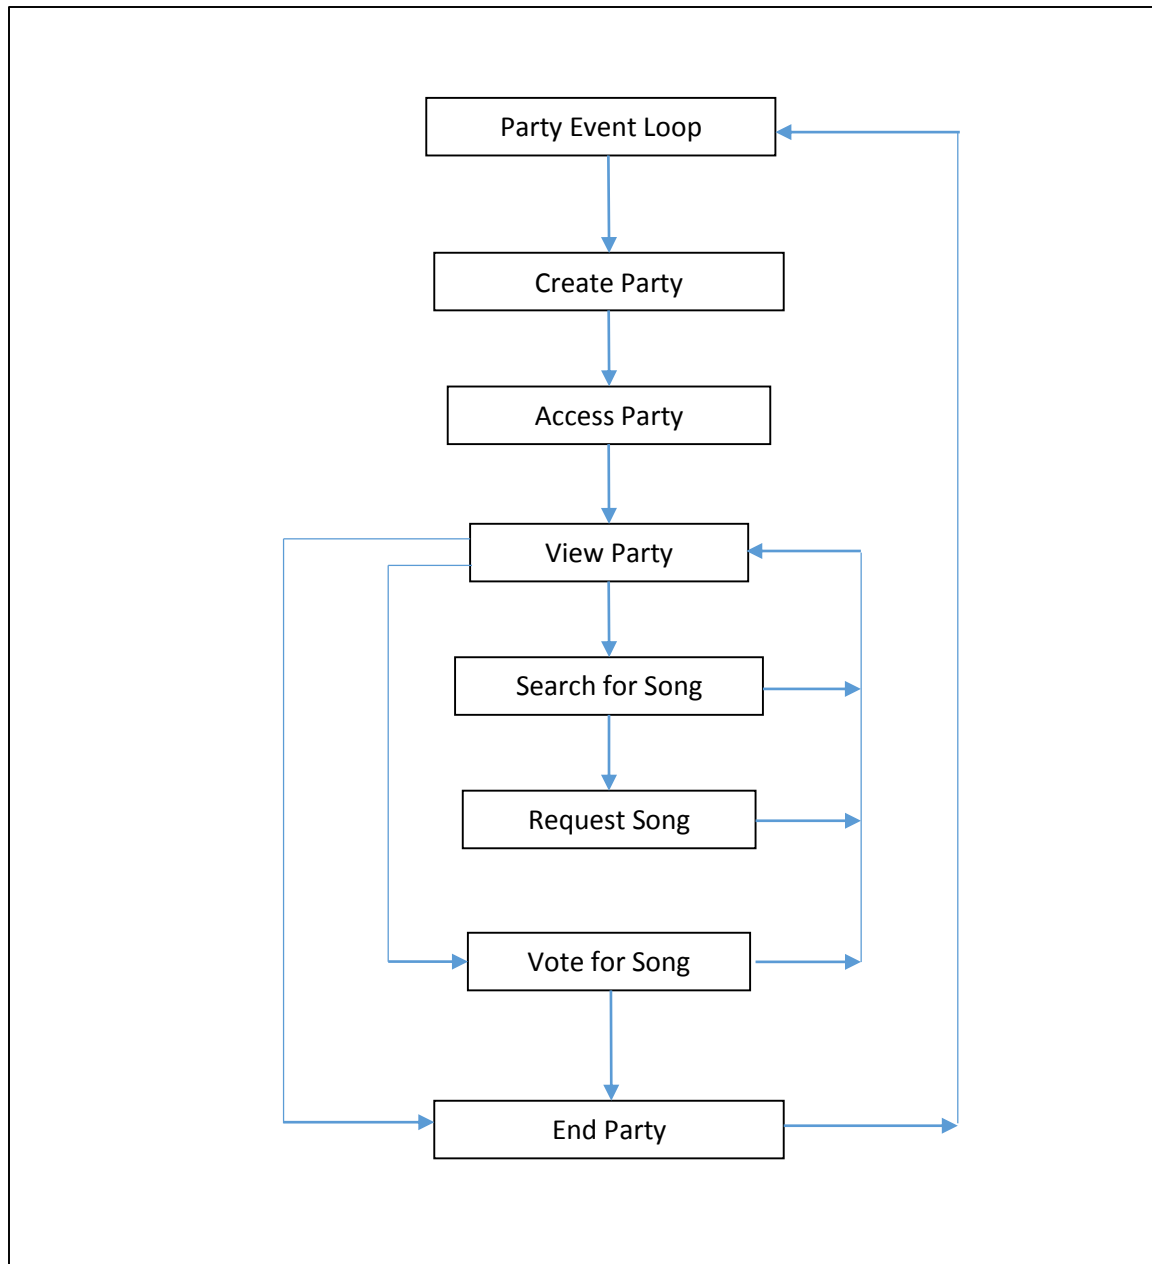 Party Event Loop
Create Party
Access Party
View Party
Search for Song
Request Song
Vote for Song
End Party